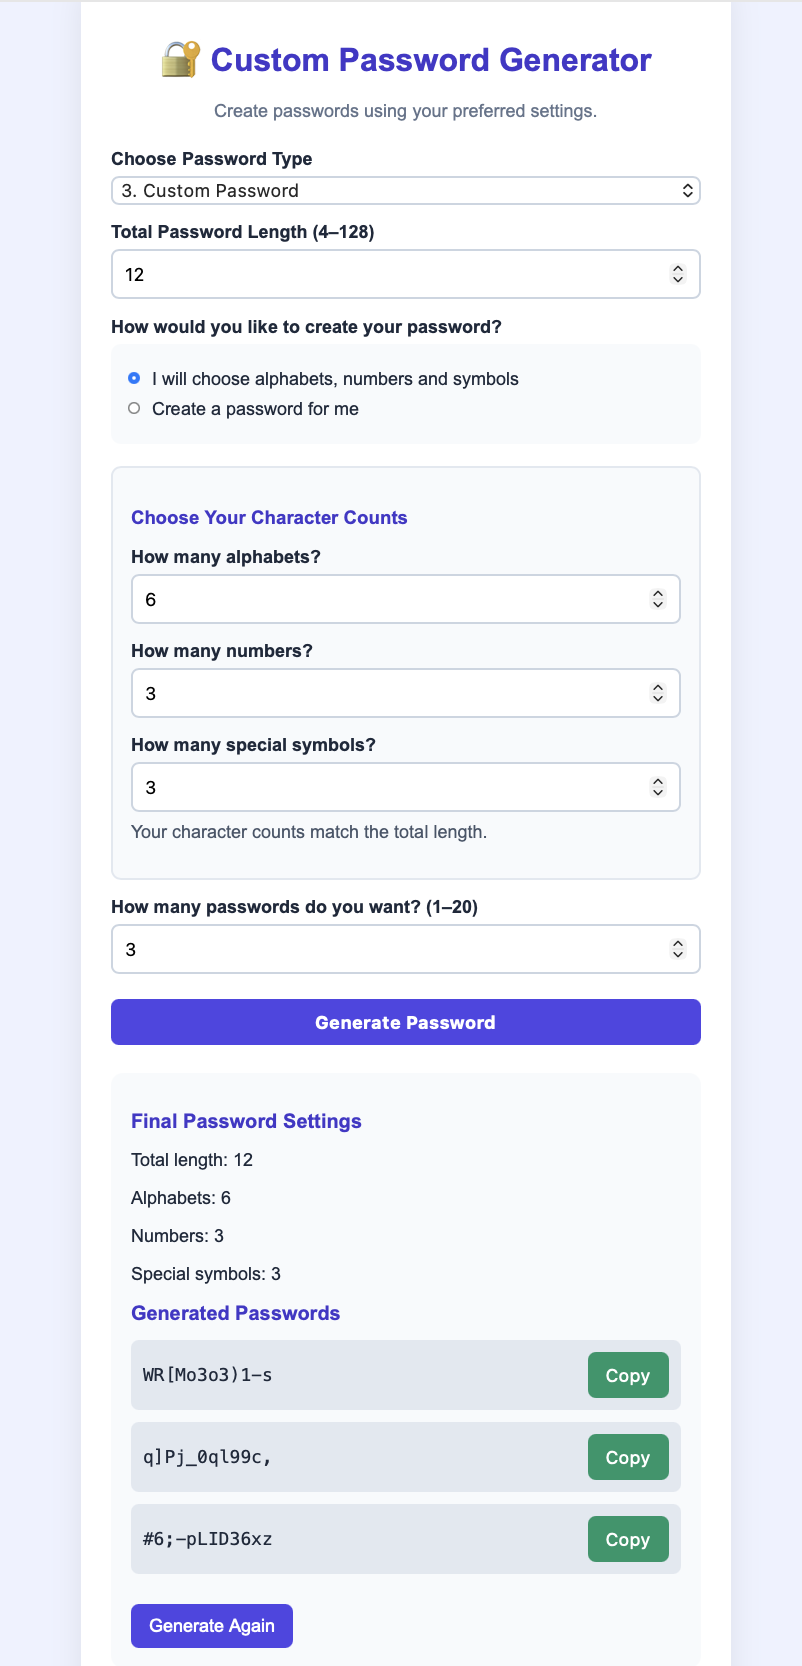 🔐 Custom Password Generator
Create passwords using your preferred settings.
Choose Password Type
3. Custom Password
Total Password Length (4–128)
12
How would you like to create your password?
I will choose alphabets, numbers and symbols
Create a password for me
Choose Your Character Counts
How many alphabets?
6
How many numbers?
3
How many special symbols?
3
Your character counts match the total length.
How many passwords do you want? (1–20)
3
Generate Password
Final Password Settings
Total length: 12
Alphabets: 6
Numbers: 3
Special symbols: 3
Generated Passwords
WR[Mo3o3)1-s
Copy
q]Pj_0ql99c,
Copy
#6;-pLID36xz
Copy
Generate Again